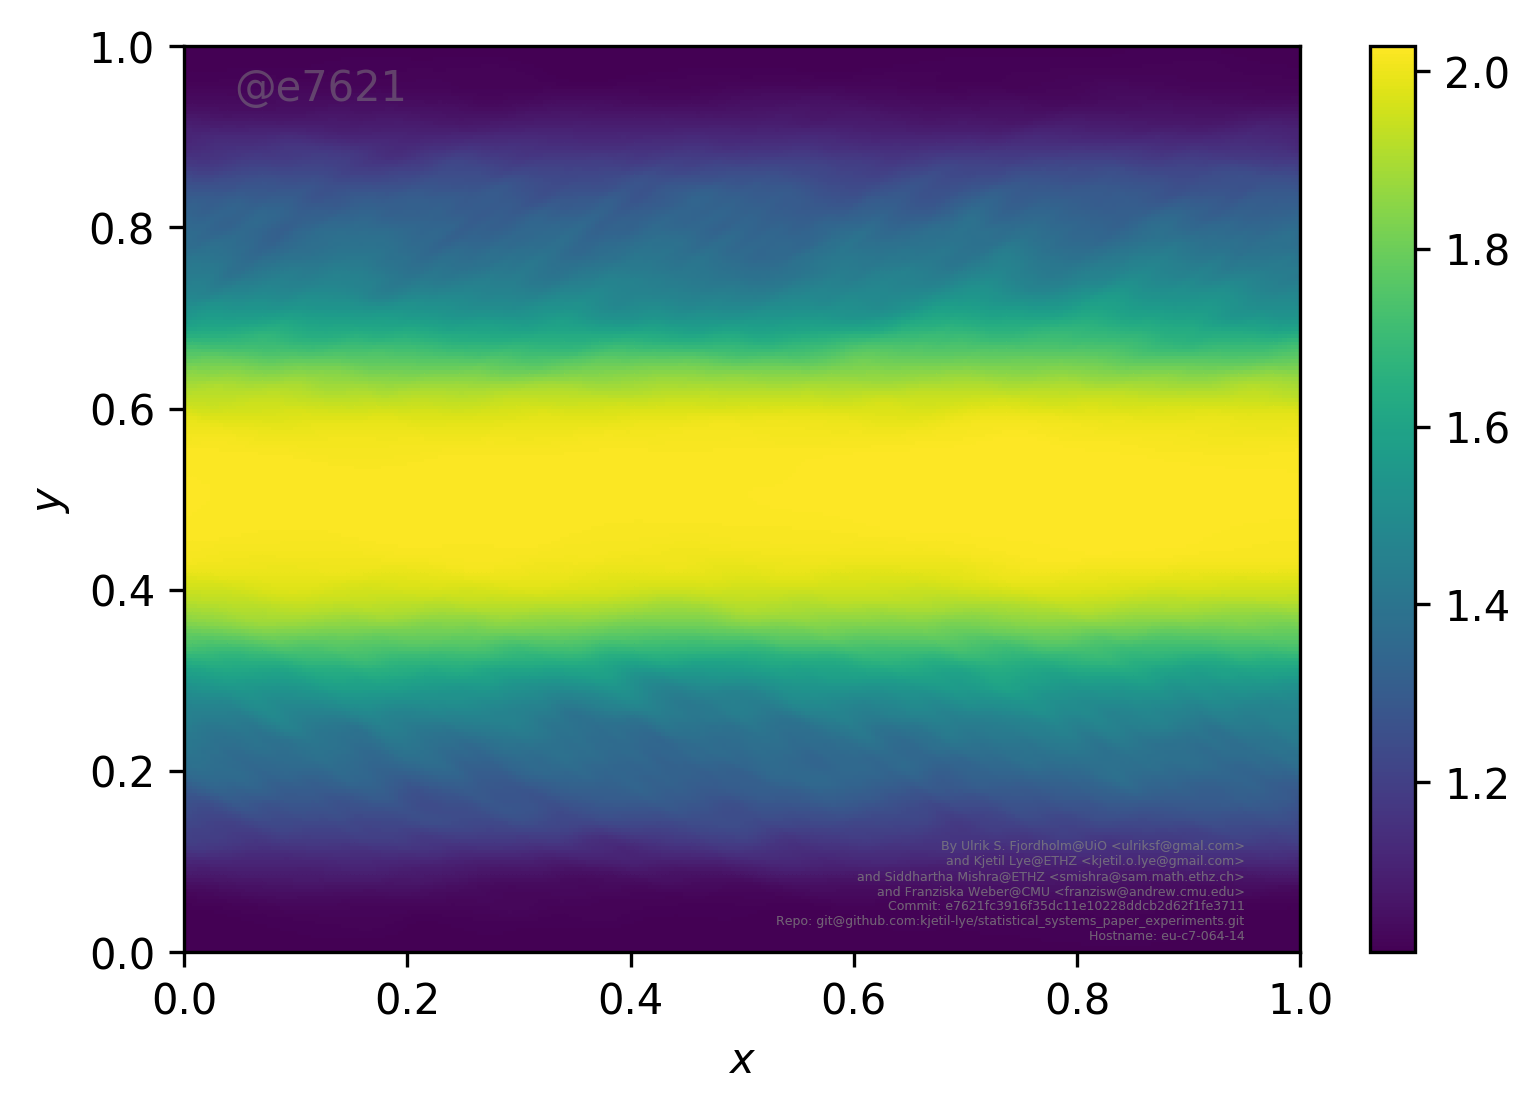 1.0
0.8
0.6
0.4
0.2
0.0
y
@e7621
By Ulrik S. Fjordholm@UiO <ulriksf@gmal.com>
and Kjetil Lye@ETHZ <kjetil.o.lye@gmail.com>
and Siddhartha Mishra@ETHZ <smishra@sam.math.ethz.ch>
and Franziska Weber@CMU <franzisw@andrew.cmu.edu>
Commit: e7621fc3916f35dc11e10228ddcb2d62f1fe3711
Repo: git@github.com:kjetil-lye/statistical_systems_paper_experiments.git
Hostname: eu-c7-064-14
0.0 0.2 0.4 0.6 0.8 1.0
x
2.0
1.8
1.6
1.4
1.2